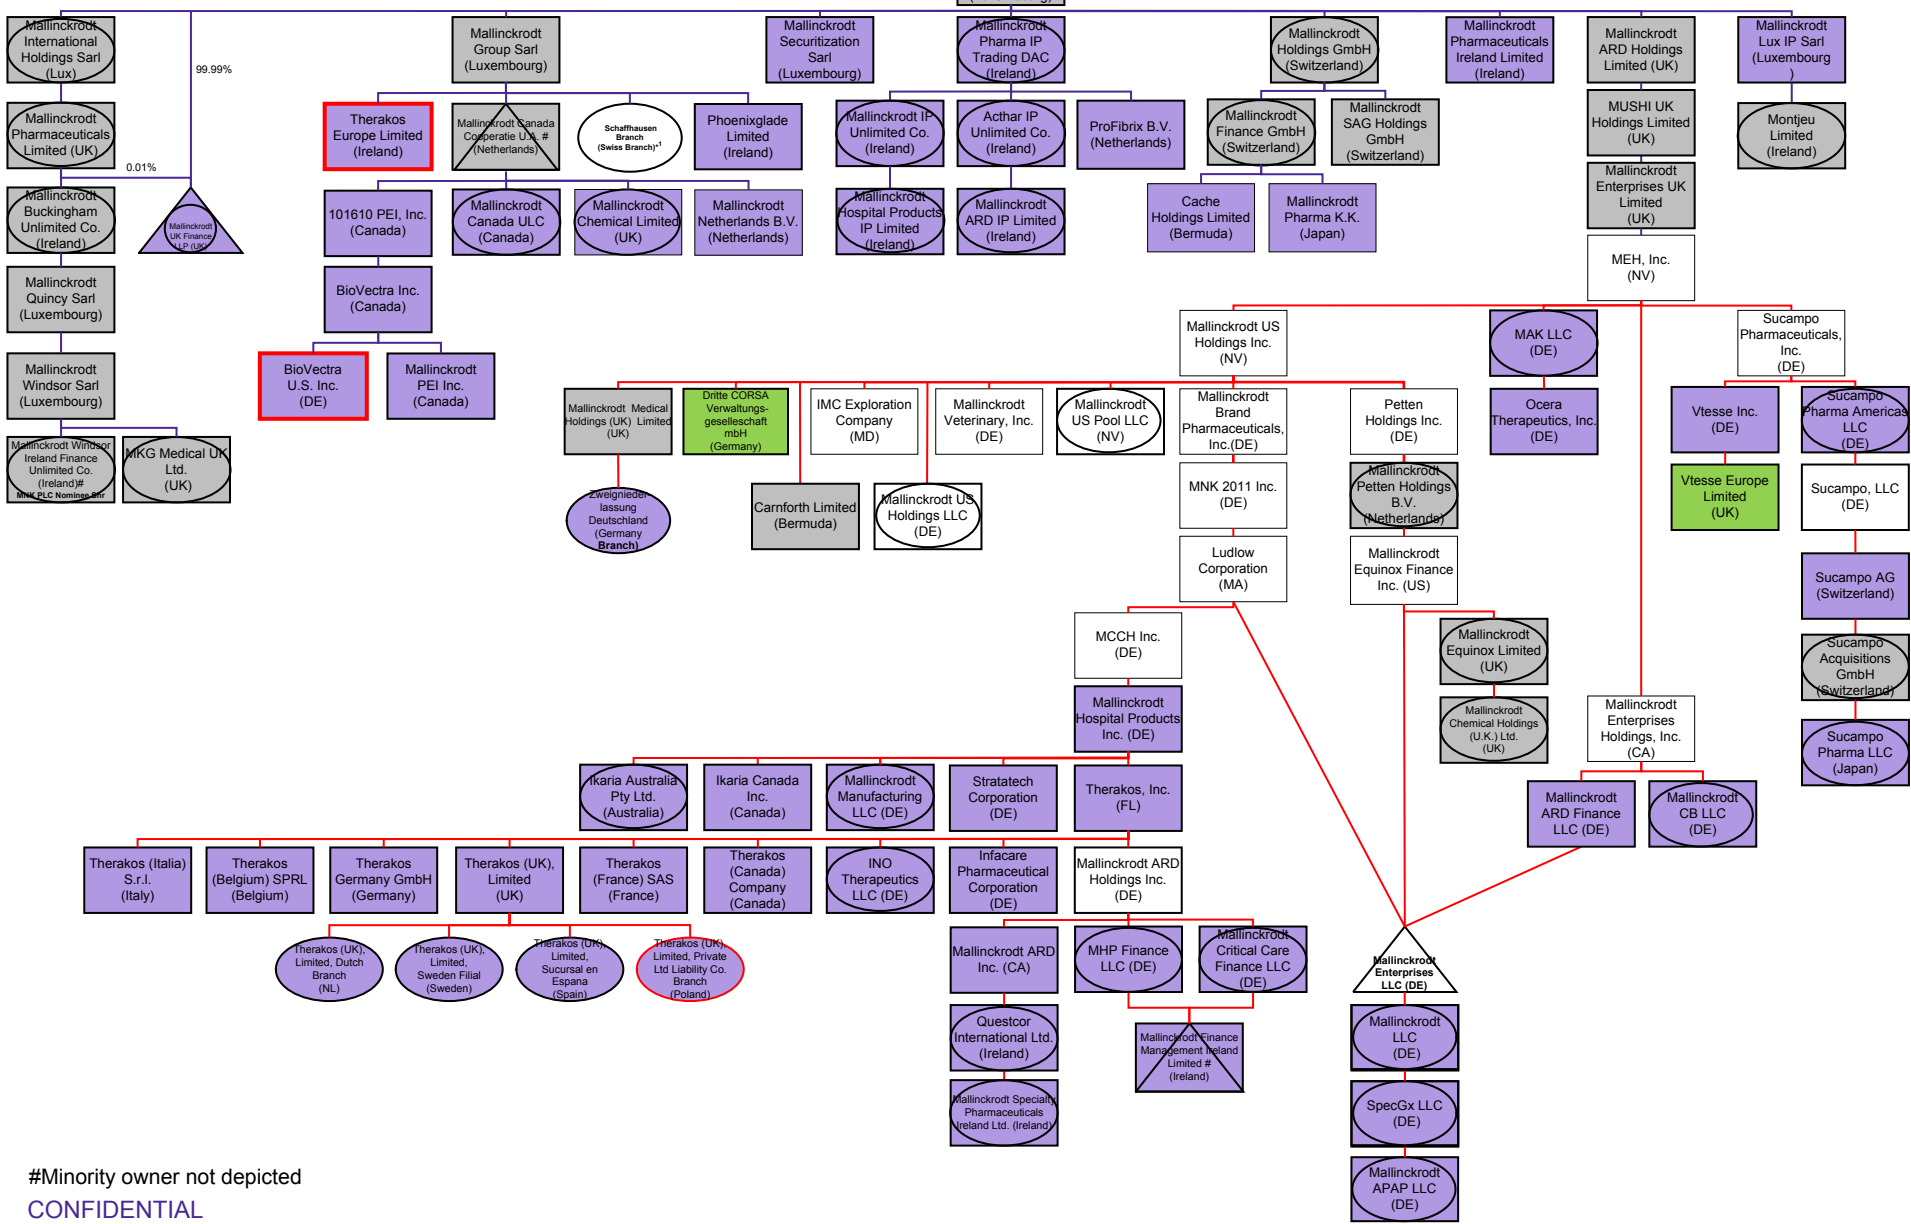 Mallinckrodt
International
Holdings Sarl
(Lux)
99.99%
Mallinckrodt
Group Sarl
(Luxembourg)
Mallinckrodt
Securitization
Sarl
(Luxembourg)
Mallinckrodt
Pharma IP
Trading DAC
(Ireland)
Mallinckrodt
Holdings GmbH
(Switzerland)
Mallinckrodt
Pharmaceuticals
Ireland Limited
(Ireland)
Mallinckrodt
ARD Holdings
Limited (UK)
Mallinckrodt
Lux IP Sarl
(Luxembourg
)
Mallinckrodt
Pharmaceuticals
Limited (UK)
Therakos
Europe Limited
(Ireland)
Mallinckrodt Canada
Cooperatie U.A. #
(Netherlands)
Schaffhausen
Branch
(Swiss Branch)*¹
Phoenixglade
Limited
(Ireland)
Mallinckrodt IP
Unlimited Co.
(Ireland)
Acthar IP
Unlimited Co.
(Ireland)
ProFibrix B.V.
(Netherlands)
Mallinckrodt
Finance GmbH
(Switzerland)
Mallinckrodt
SAG Holdings
GmbH
(Switzerland)
MUSHI UK
Holdings Limited
(UK)
Montjeu
Limited
(Ireland)
0.01%
Mallinckrodt
Buckingham
Unlimited Co.
(Ireland)
Mallinckrodt
UK Finance
LLP (UK)
101610 PEI, Inc.
(Canada)
Mallinckrodt
Canada ULC
(Canada)
Mallinckrodt
Chemical Limited
(UK)
Mallinckrodt
Netherlands B.V.
(Netherlands)
Mallinckrodt
Hospital Products
IP Limited
(Ireland)
Mallinckrodt
ARD IP Limited
(Ireland)
Cache
Holdings Limited
(Bermuda)
Mallinckrodt
Pharma K.K.
(Japan)
Mallinckrodt
Enterprises UK
Limited
(UK)
Mallinckrodt
Quincy Sarl
(Luxembourg)
BioVectra Inc.
(Canada)
MEH, Inc.
(NV)
Mallinckrodt
Windsor Sarl
(Luxembourg)
BioVectra
U.S. Inc.
(DE)
Mallinckrodt
PEI Inc.
(Canada)
Mallinckrodt US
Holdings Inc.
(NV)
MAK LLC
(DE)
Sucampo
Pharmaceuticals,
Inc.
(DE)
Mallinckrodt Windsor
Ireland Finance
Unlimited Co.
(Ireland)#
MNK PLC Nominee Shr
MKG Medical UK
Ltd.
(UK)
Mallinckrodt Medical
Holdings (UK) Limited
(UK)
Dritte CORSA
Verwaltungs-
gesellschaft
mbH
(Germany)
IMC Exploration
Company
(MD)
Mallinckrodt
Veterinary, Inc.
(DE)
Mallinckrodt
US Pool LLC
(NV)
Mallinckrodt
Brand
Pharmaceuticals,
Inc.(DE)
Petten
Holdings Inc.
(DE)
Ocera
Therapeutics, Inc.
(DE)
Vtesse Inc.
(DE)
Sucampo
Pharma Americas
LLC
(DE)
Zweignieder-
lassung
Deutschland
(Germany
Branch)
Carnforth Limited
(Bermuda)
Mallinckrodt US
Holdings LLC
(DE)
MNK 2011 Inc.
(DE)
Mallinckrodt
Petten Holdings
B.V.
(Netherlands)
Vtesse Europe
Limited
(UK)
Sucampo, LLC
(DE)
Ludlow
Corporation
(MA)
Mallinckrodt
Equinox Finance
Inc. (US)
Sucampo AG
(Switzerland)
MCCH Inc.
(DE)
Mallinckrodt
Equinox Limited
(UK)
Sucampo
Acquisitions
GmbH
(Switzerland)
Mallinckrodt
Hospital Products
Inc. (DE)
Mallinckrodt
Chemical Holdings
(U.K.) Ltd.
(UK)
Mallinckrodt
Enterprises
Holdings, Inc.
(CA)
Sucampo
Pharma LLC
(Japan)
Ikaria Australia
Pty Ltd.
(Australia)
Ikaria Canada
Inc.
(Canada)
Mallinckrodt
Manufacturing
LLC (DE)
Stratatech
Corporation
(DE)
Therakos, Inc.
(FL)
Mallinckrodt
ARD Finance
LLC (DE)
Mallinckrodt
CB LLC
(DE)
Therakos (Italia)
S.r.l.
(Italy)
Therakos
(Belgium) SPRL
(Belgium)
Therakos
Germany GmbH
(Germany)
Therakos (UK),
Limited
(UK)
Therakos
(France) SAS
(France)
Therakos
(Canada)
Company
(Canada)
INO
Therapeutics
LLC (DE)
Infacare
Pharmaceutical
Corporation
(DE)
Mallinckrodt ARD
Holdings Inc.
(DE)
Therakos (UK),
Limited, Dutch
Branch
(NL)
Therakos (UK),
Limited,
Sweden Filial
(Sweden)
Therakos (UK),
Limited,
Sucursal en
Espana
(Spain)
Therakos (UK),
Limited, Private
Ltd Liability Co.
Branch
(Poland)
Mallinckrodt ARD
Inc. (CA)
MHP Finance
LLC (DE)
Mallinckrodt
Critical Care
Finance LLC
(DE)
Mallinckrodt
Enterprises
LLC (DE)
Questcor
International Ltd.
(Ireland)
Mallinckrodt Finance
Management Ireland
Limited #
(Ireland)
Mallinckrodt
LLC
(DE)
Mallinckrodt Specialty
Pharmaceuticals
Ireland Ltd. (Ireland)
SpecGx LLC
(DE)
Mallinckrodt
APAP LLC
(DE)
#Minority owner not depicted
CONFIDENTIAL